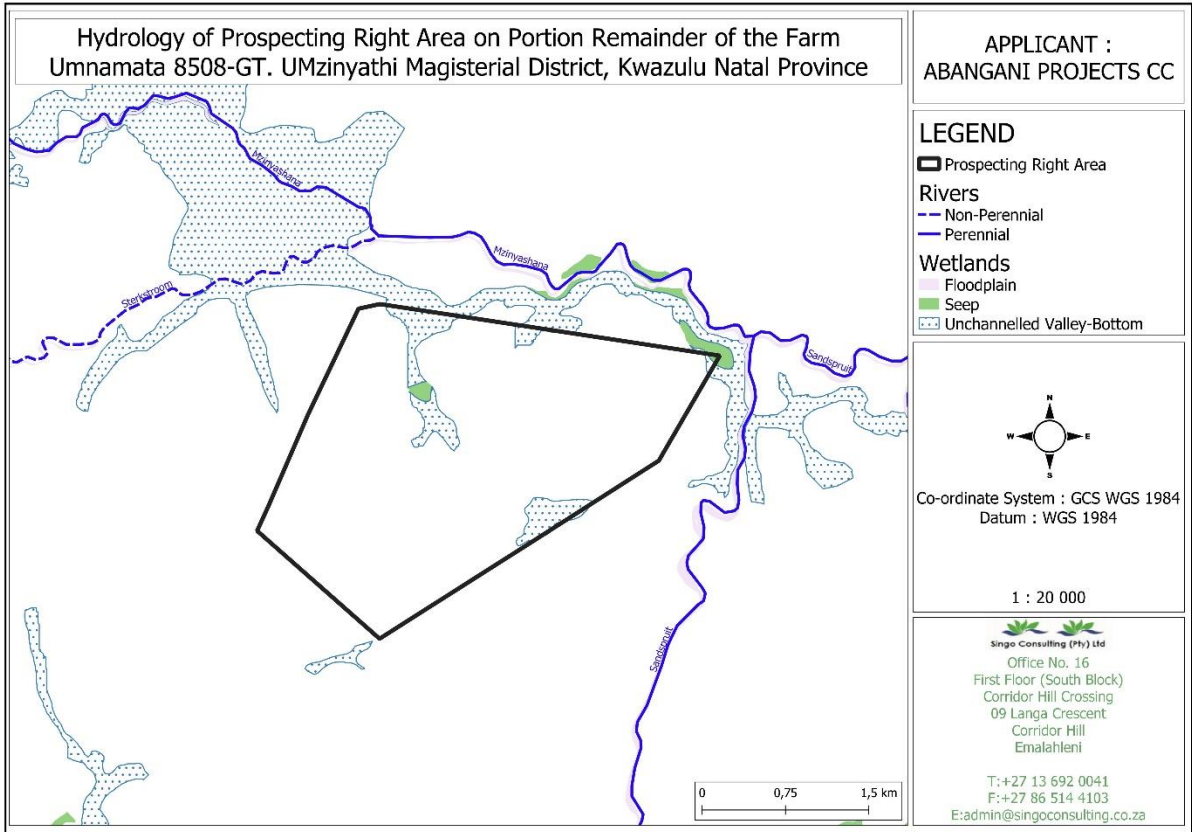 Hydrology of Prospecting Right Area on Portion Remainder of the Farm
Umnamata 8508-GT. UMzinyathi Magisterial District, Kwazulu Natal Province
APPLICANT :
ABANGANI PROJECTS CC
LEGEND
Prospecting Right Area
Rivers
Non-Perennial
Perennial
Wetlands
Floodplain
Seep
Unchannelled Valley-Bottom
Mzinyashana
Mzinyashana
Sterkstroom
Sandspruit
Sandspruit
N
W
E
S
Co-ordinate System : GCS WGS 1984
Datum : WGS 1984
1 : 20 000
Singo Consulting (Pty) Ltd
Office No. 16
First Floor (South Block)
Corridor Hill Crossing
09 Langa Crescent
Corridor Hill
Emalahleni
T:+27 13 692 0041
F:+27 86 514 4103
E:admin@singoconsulting.co.za
0 0,75 1,5 km